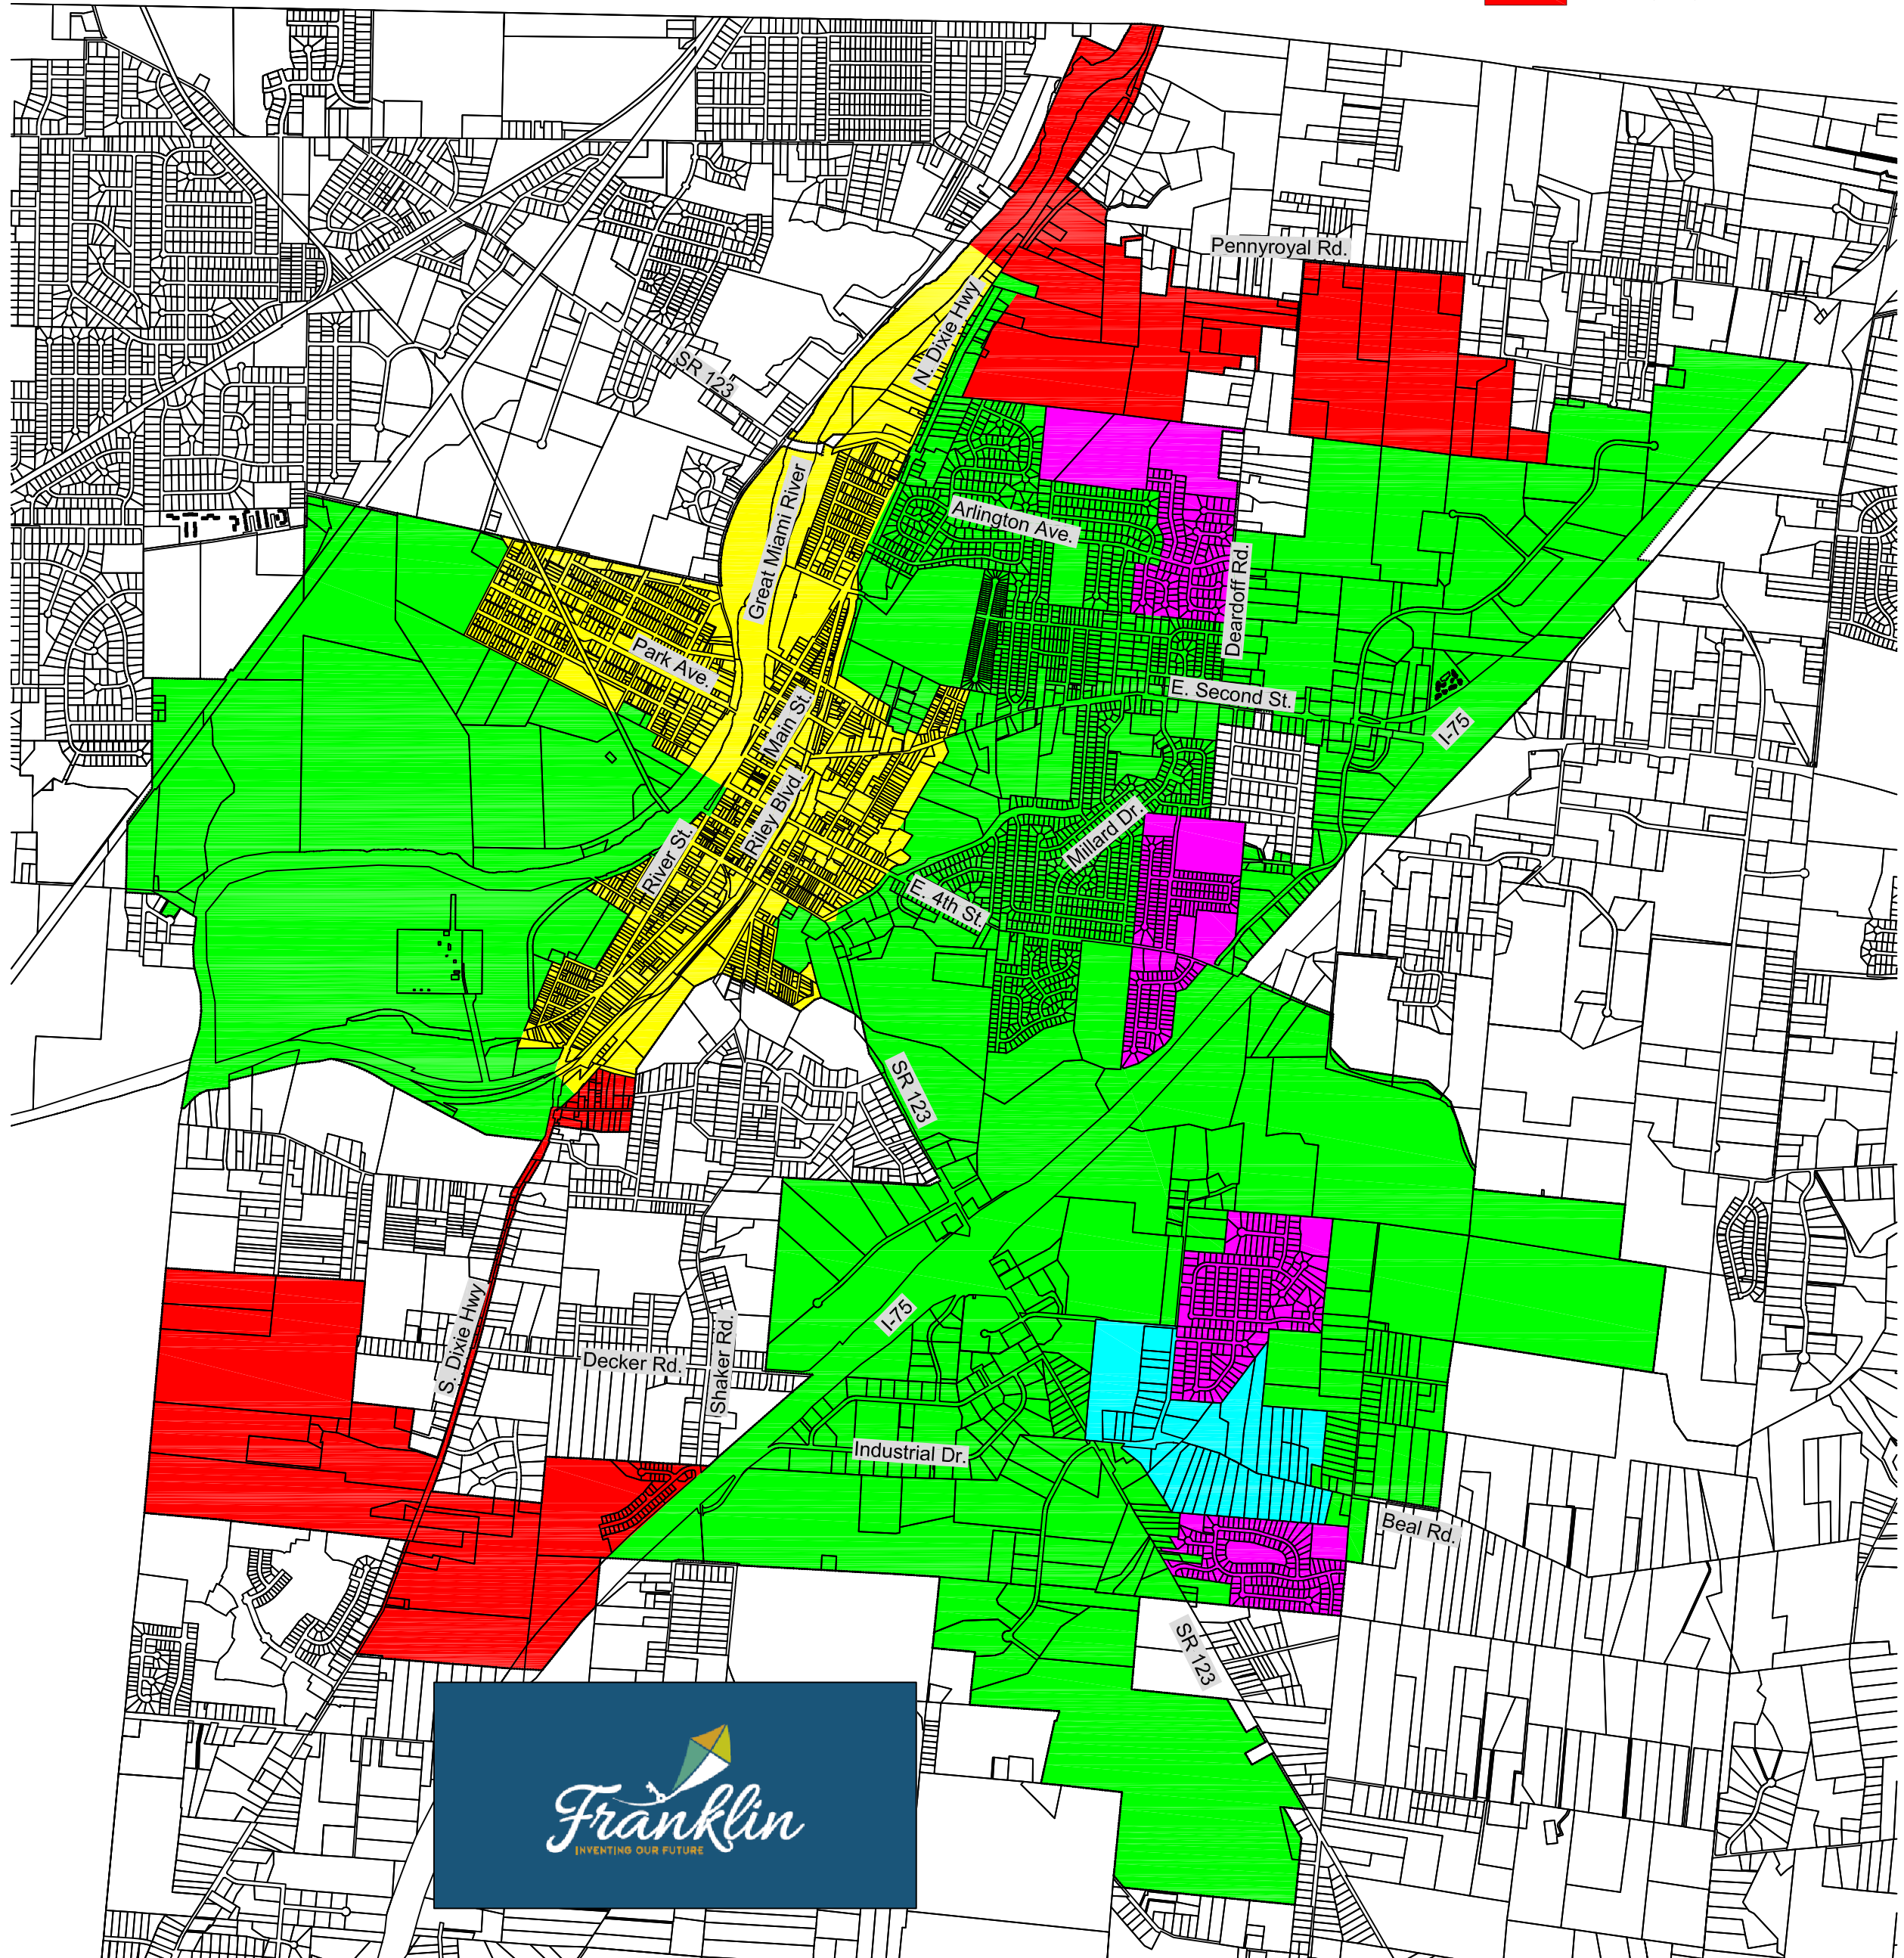 Pennyroyal Rd.
N. Dixie Hwy
SR 123
Great Miami River
Arlington Ave.
Deardoff Rd.
Park Ave.
E. Second St.
Main St.
I-75
Riley Blvd.
Millard Dr.
River St.
E. 4th St.
SR 123
S. Dixie Hwy
I-75
Decker Rd.
Shaker Rd.
Industrial Dr.
Beal Rd.
SR 123
Franklin
INVENTING OUR FUTURE